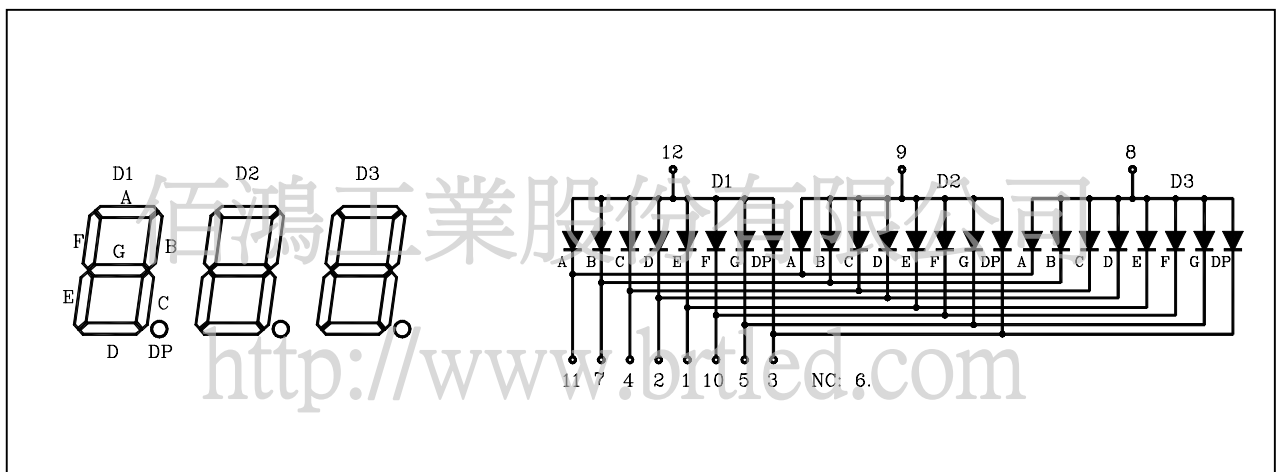 D1 D2 D3
A
F B
G
E C
D DP
12 9 8
D1 D2 D3
A B C D E F G DP A B C D E F G DP A B C D E F G DP
11 7 4 2 1 10 5 3 NC: 6.
佰鴻工業股份有限公司
http://www.brtled.com